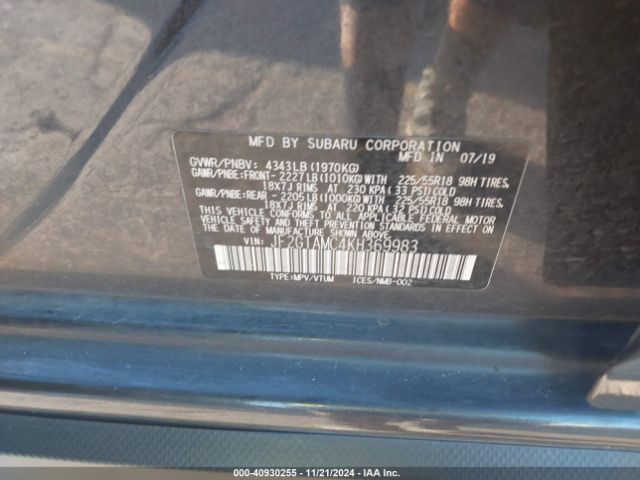 MFD BY SUBARU CORPORATION
MFD IN 07/19
GVWR/PNBV: 4343LB(1970KG)
GAWR/PNBE:FRONT-2227LB(1010KG)WITH 225/55R18 98H TIRES,
18X7J RIMS AT 230 KPA(33 PSI)COLD
GAWR/PNBE:REAR -2205LB(1000KG)WITH 225/55R18 98H TIRES,
18X7J RIMS AT 220 KPA(32 PSI)COLD
THIS VEHICLE CONFORMS TO ALL APPLICABLE FEDERAL MOTOR
VEHICLE SAFETY AND THEFT PREVENTION STANDARDS IN EFFECT ON
THE DATE OF MANUFACTURE SHOWN ABOVE.
VIN: JF2GTAMC4KH369983
TYPE:MPV/VTUM ICES/NMB-002
000-40930255 - 11/21/2024 - IAA Inc.